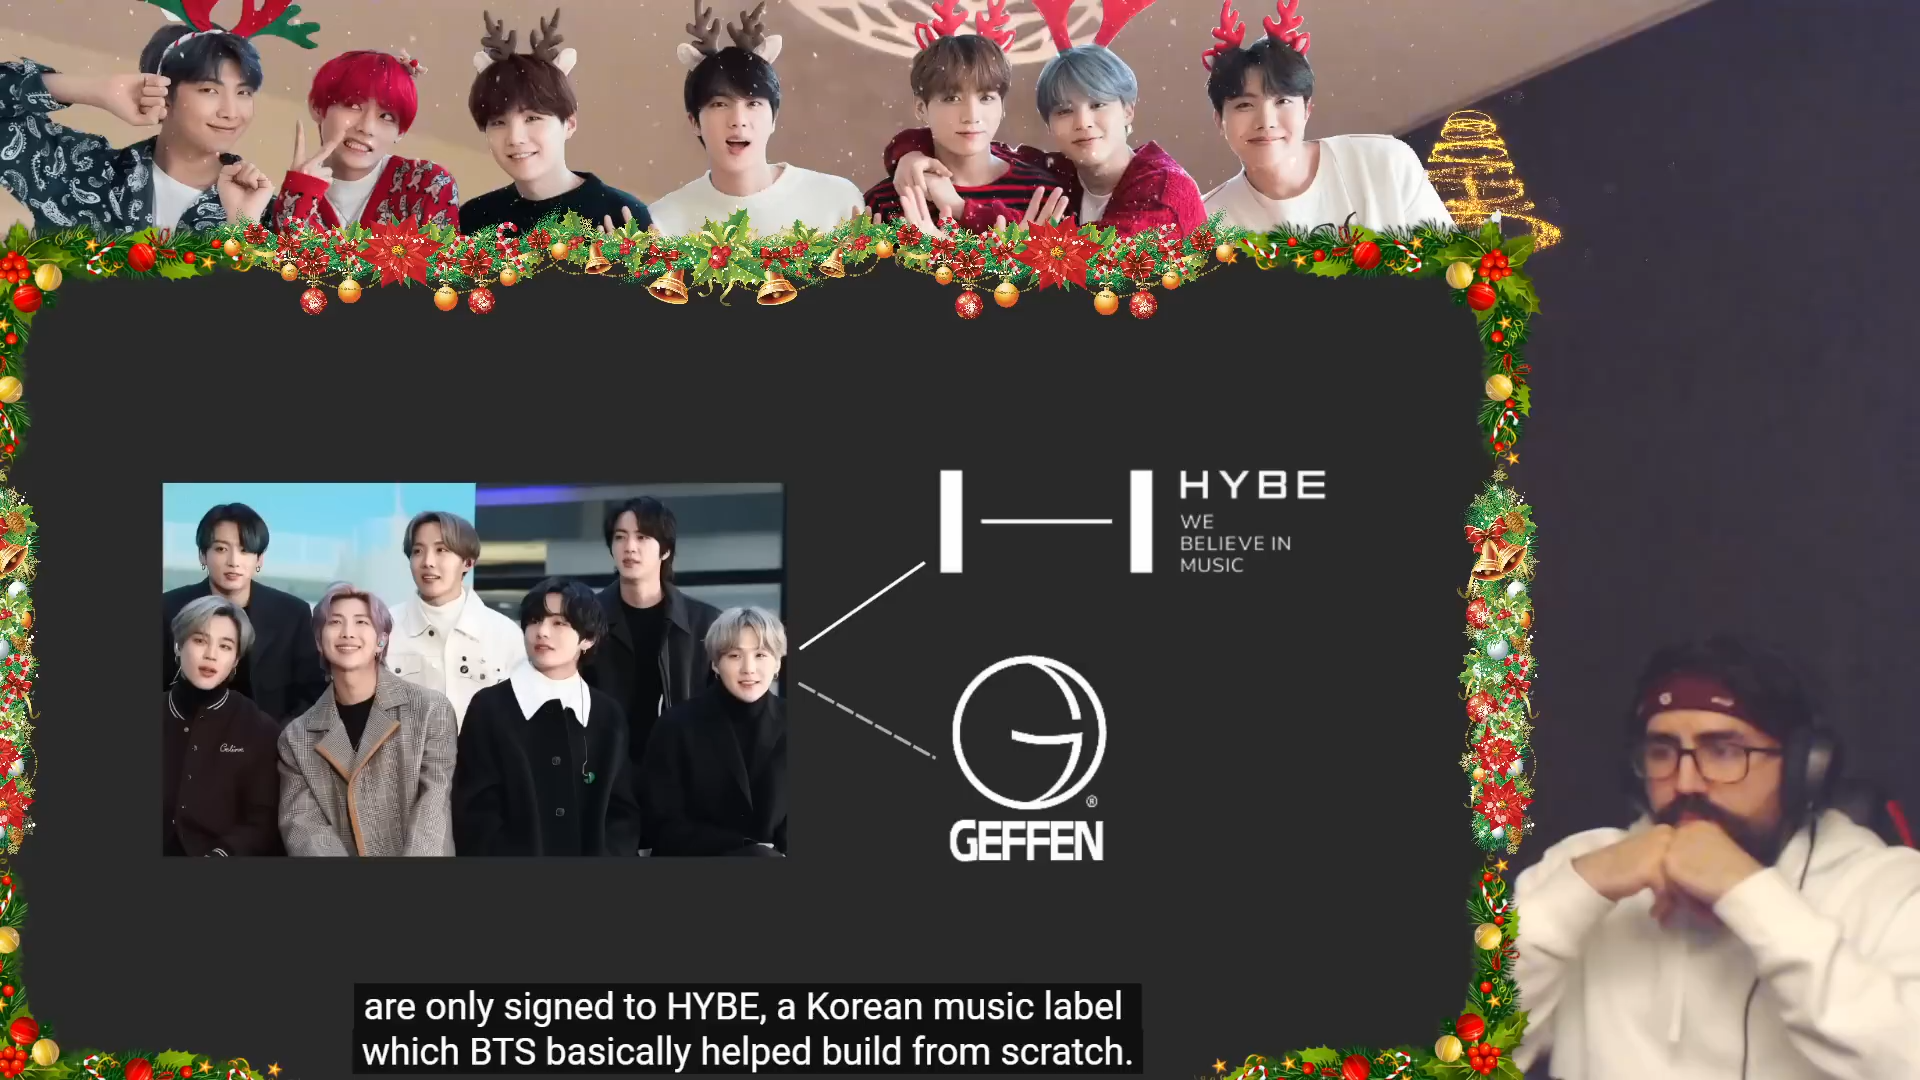 HYBE
WE
BELIEVE IN
MUSIC
Celine
®
GEFFEN
are only signed to HYBE, a Korean music label
which BTS basically helped build from scratch.